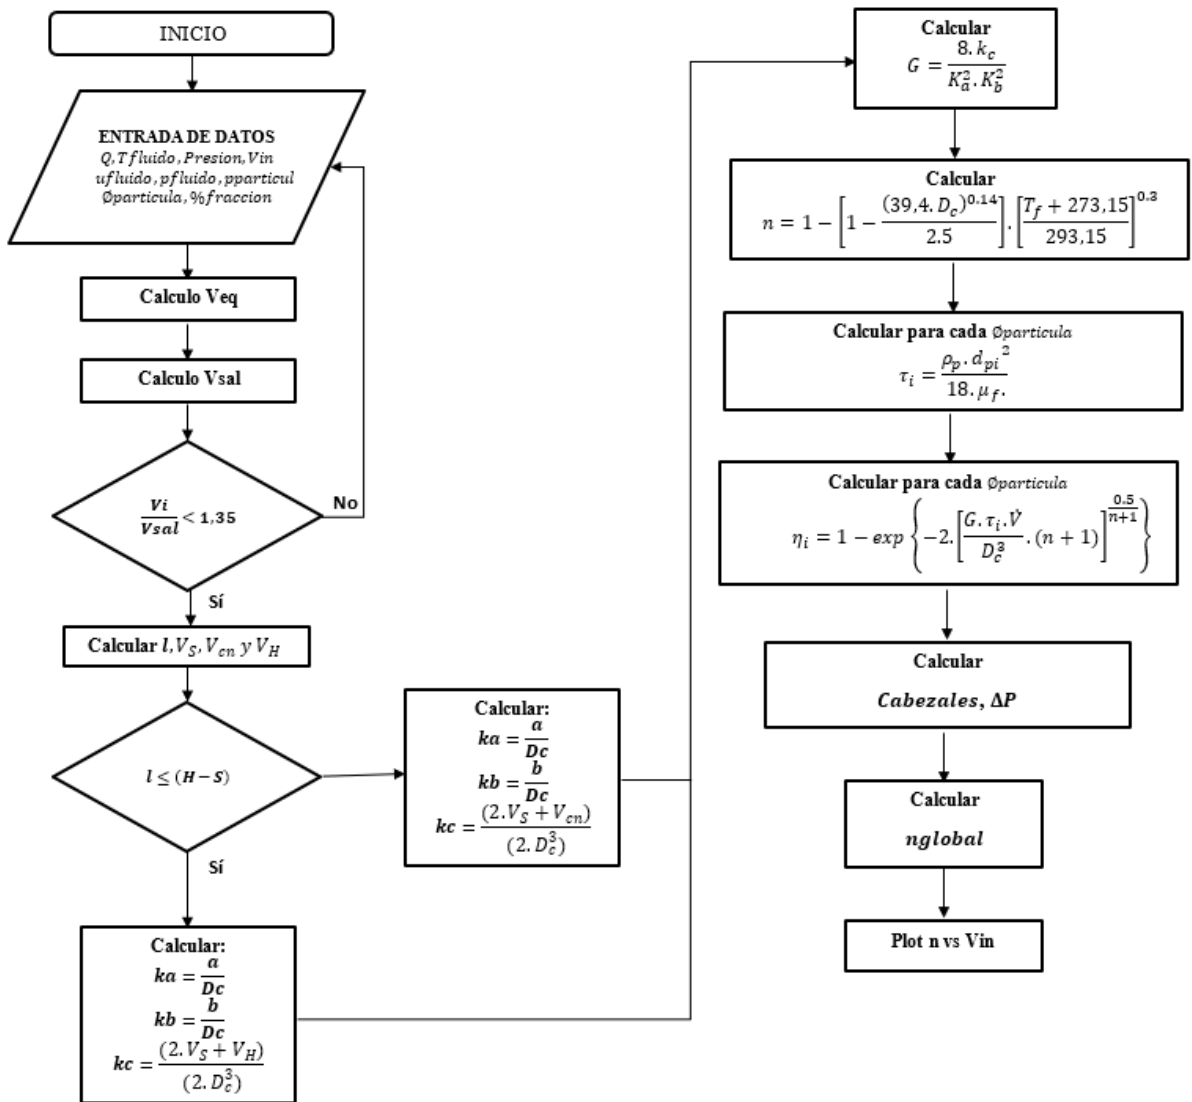 INICIO
ENTRADA DE DATOS
Q, Tfluido, Presion, Vin
ufluido, pfluido, pparticul
Øparticula, %fraccion
Calculo Veq
Calculo Vsal
Vi/Vsal < 1,35
No
Sí
Calcular l, V_S, V_cn y V_H
l ≤ (H − S)
Sí
Calcular:
ka = a/Dc
kb = b/Dc
kc = (2.V_S + V_cn)/(2.D_c^3)
Calcular:
ka = a/Dc
kb = b/Dc
kc = (2.V_S + V_H)/(2.D_c^3)
Calcular
G = 8.k_c/(K_a^2.K_b^2)
Calcular
n = 1 − [1 − (39,4.D_c)^0.14/2.5].[(T_f + 273,15)/293,15]^0.3
Calcular para cada Øparticula
τ_i = ρ_p.d_pi^2/(18.μ_f.)
Calcular para cada Øparticula
η_i = 1 − exp{−2.[(G.τ_i.V̇/D_c^3).(n + 1)]^(0.5/(n+1))}
Calcular
Cabezales, ΔP
Calcular
nglobal
Plot n vs Vin